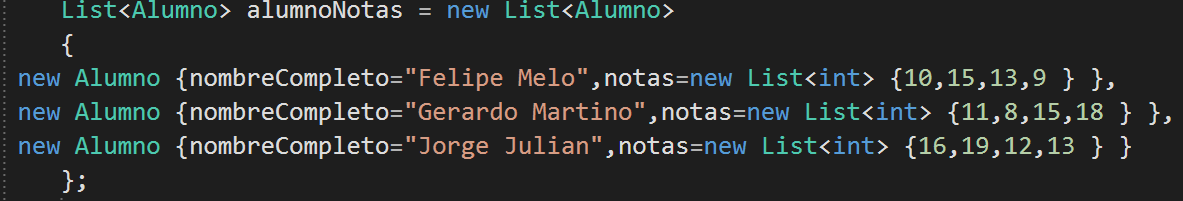 List<Alumno> alumnoNotas = new List<Alumno>
{
new Alumno {nombreCompleto="Felipe Melo",notas=new List<int> {10,15,13,9 } },
new Alumno {nombreCompleto="Gerardo Martino",notas=new List<int> {11,8,15,18 } },
new Alumno {nombreCompleto="Jorge Julian",notas=new List<int> {16,19,12,13 } }
};